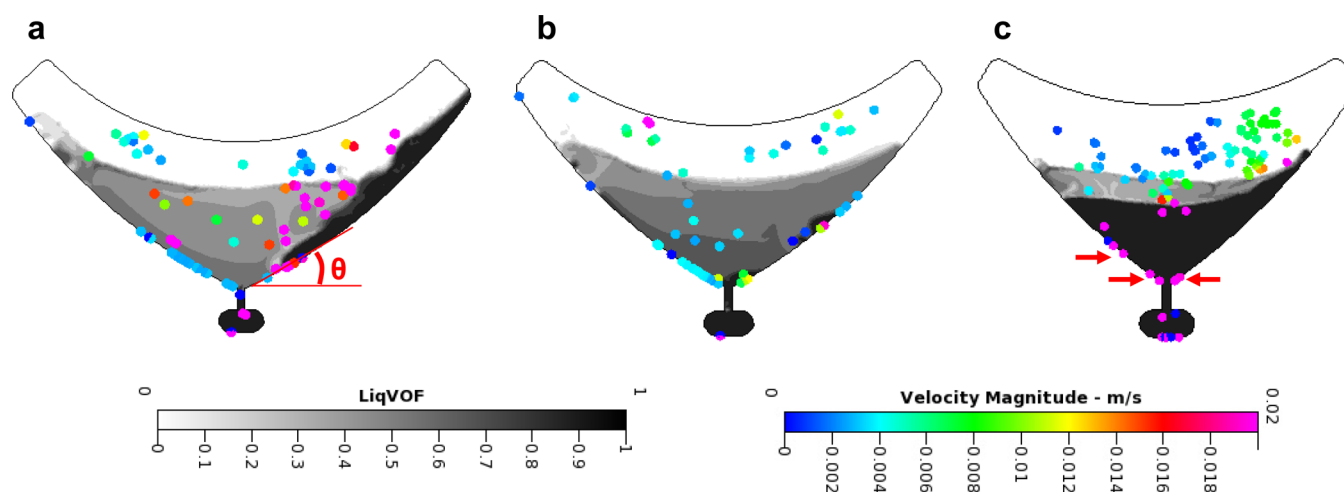 a b c
θ
0 LiqVOF 1
0 0.1 0.2 0.3 0.4 0.5 0.6 0.7 0.8 0.9 1
0 Velocity Magnitude - m/s 0.02
0 0.002 0.004 0.006 0.008 0.01 0.012 0.014 0.016 0.018